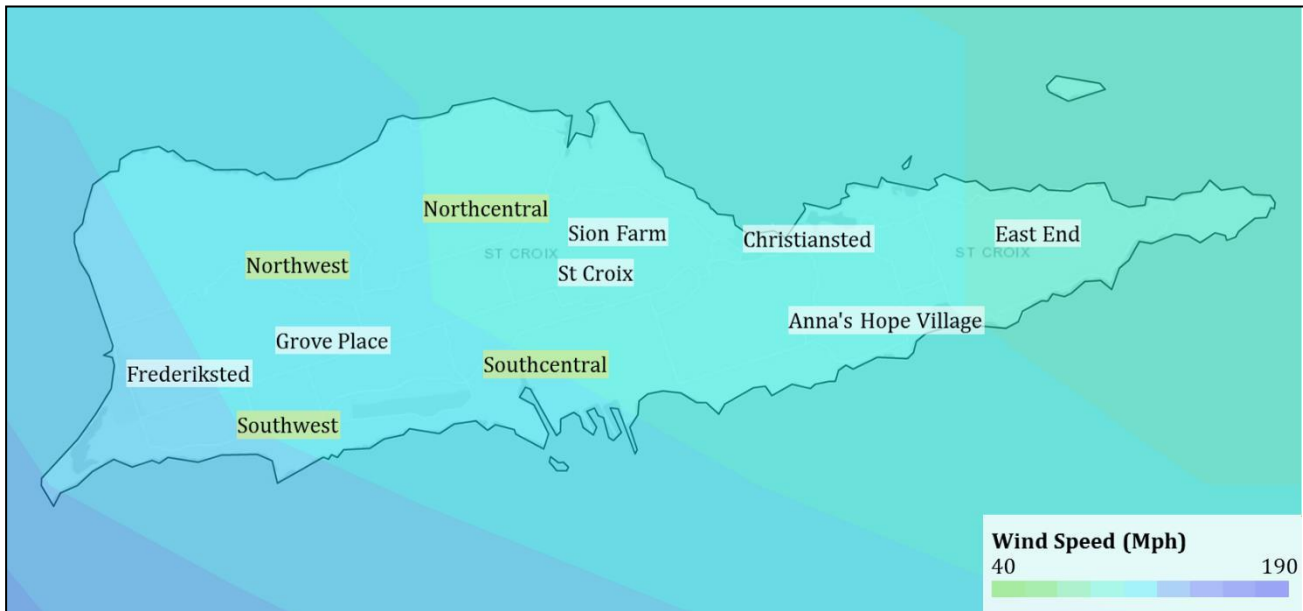 Northcentral
Sion Farm
Christiansted
East End
ST CROIX
ST CROIX
Northwest
St Croix
Anna's Hope Village
Grove Place
Southcentral
Frederiksted
Southwest
Wind Speed (Mph)
40 190